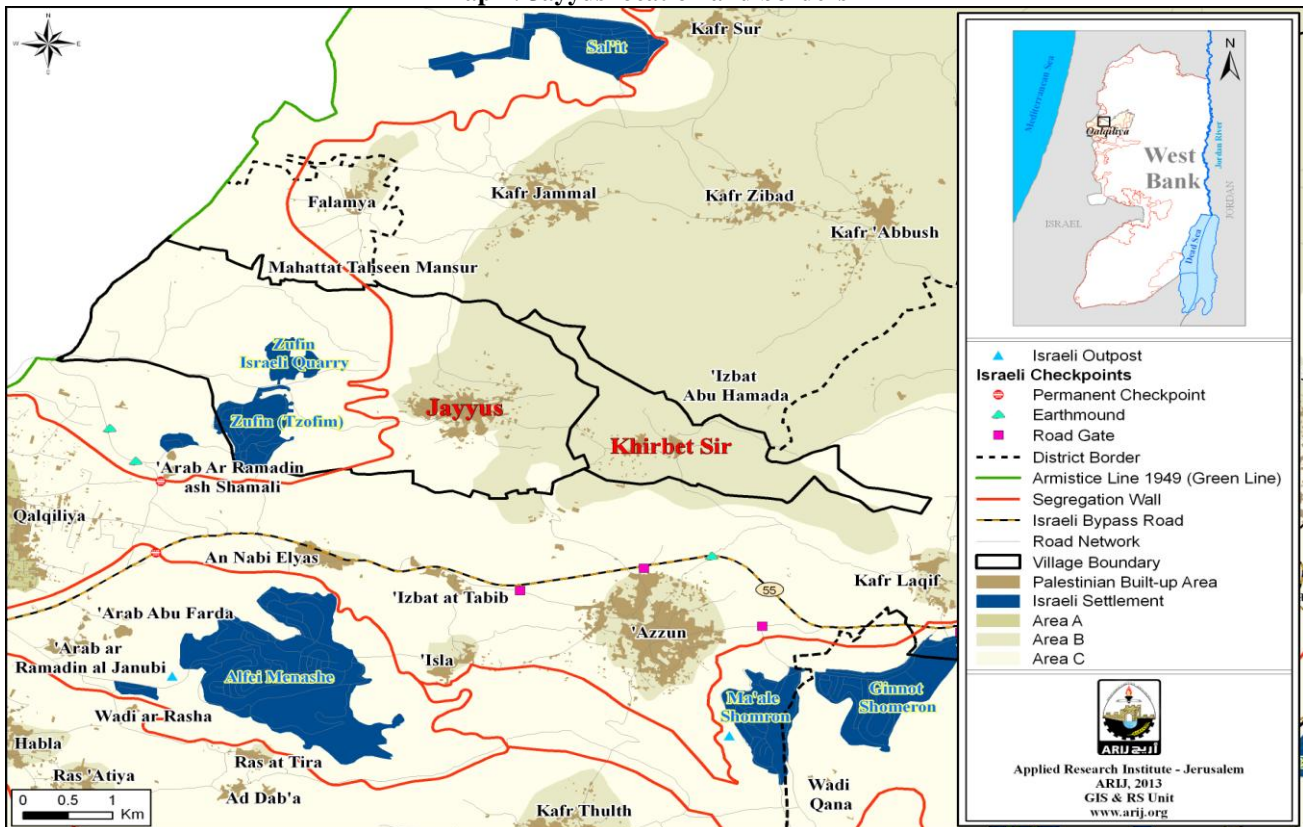 N
W
E
S
Sal'it
Kafr Sur
Falamya
Kafr Jammal
Kafr Zibad
Kafr 'Abbush
Mahattat Tahseen Mansur
Zufin
Israeli Quarry
'Izbat
Abu Hamada
Jayyus
Zufin (Tzofim)
Khirbet Sir
'Arab Ar Ramadin
ash Shamali
Qalqiliya
An Nabi Elyas
'Izbat at Tabib
55
Kafr Laqif
'Arab Abu Farda
'Azzun
'Arab ar
Ramadin al Janubi
'Isla
Alfei Menashe
Ma'ale
Shomron
Ginnot
Shomeron
Wadi ar Rasha
Habla
Ras at Tira
Ras 'Atiya
Ad Dab'a
Wadi
Qana
Kafr Thulth
0 0.5 1
Km
N
Mediterranean Sea
Qalqiliya
West
Bank
Jordan River
JORDAN
ISRAEL
Dead Sea
Israeli Outpost
Israeli Checkpoints
Permanent Checkpoint
Earthmound
Road Gate
District Border
Armistice Line 1949 (Green Line)
Segregation Wall
Israeli Bypass Road
Road Network
Village Boundary
Palestinian Built-up Area
Israeli Settlement
Area A
Area B
Area C
ARIJ أريج
Applied Research Institute - Jerusalem
ARIJ, 2013
GIS & RS Unit
www.arij.org